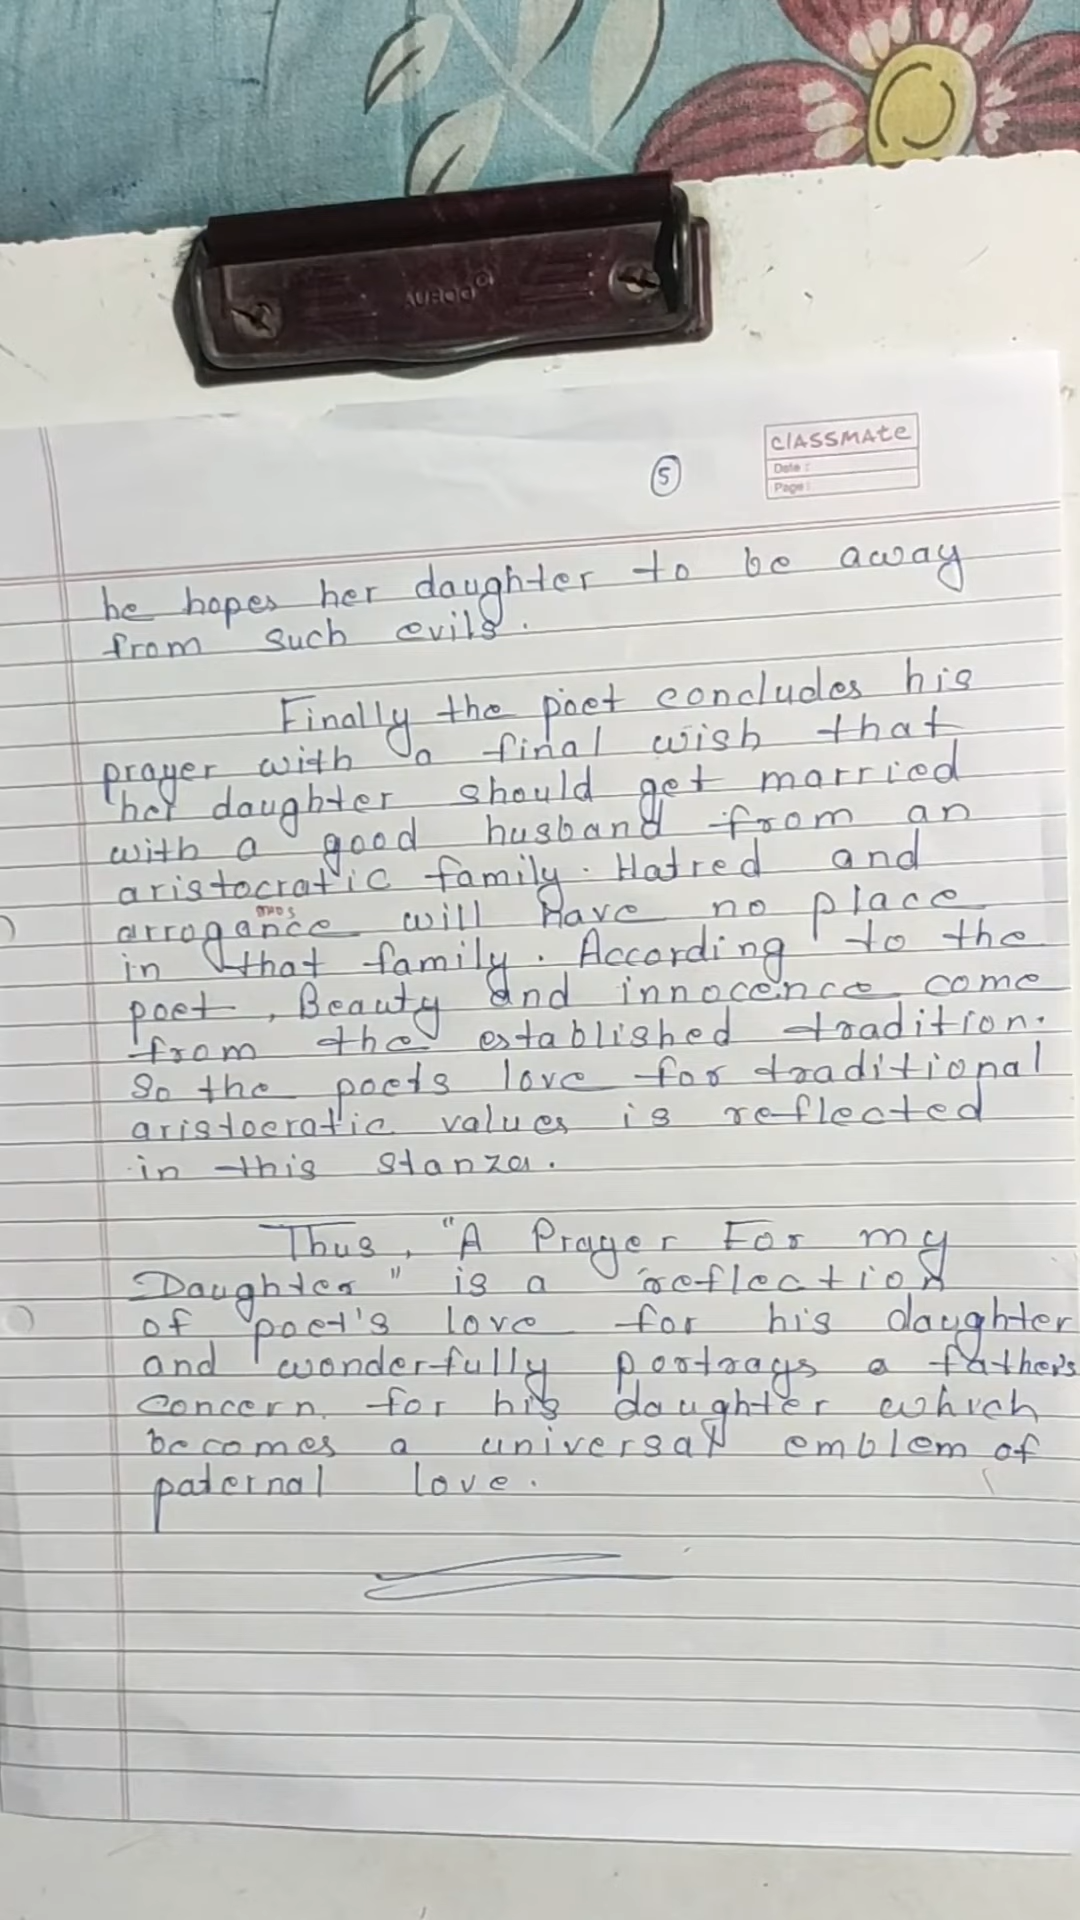 AUROO
5
CLASSMATE
Date :
Page :
he hopes her daughter to be away
from such evils.
Finally the poet concludes his
prayer with a final wish that
her daughter should get married
with a good husband from an
aristocratic family. Hatred and
arrogance will have no place
in that family. According to the
poet, Beauty and innocence come
from the established tradition.
So the poets love for traditional
aristocratic values is reflected
in this stanza.
Thus, "A Prayer For my
Daughter" is a reflection
of poet's love for his daughter
and wonderfully portrays a father's
concern for his daughter which
becomes a universal emblem of
paternal love.